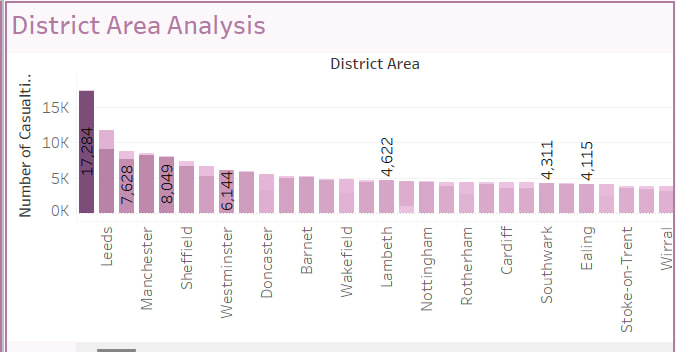 District Area Analysis
District Area
Number of Casualti..
15K
10K
5K
0K
17,284
7,628
8,049
6,144
4,622
4,311
4,115
Leeds
Manchester
Sheffield
Westminster
Doncaster
Barnet
Wakefield
Lambeth
Nottingham
Rotherham
Cardiff
Southwark
Ealing
Stoke-on-Trent
Wirral